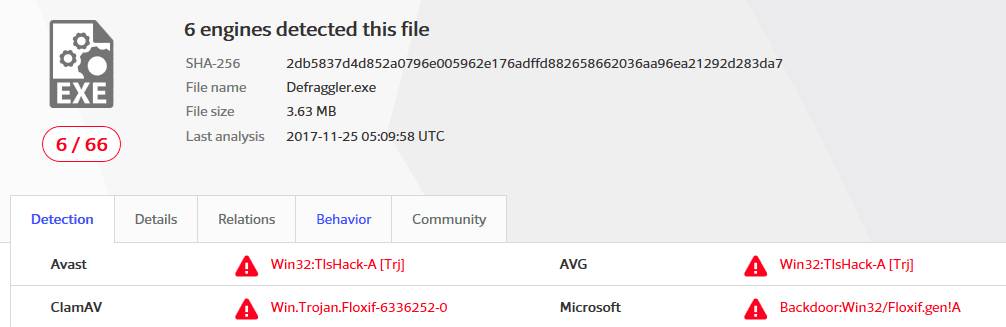 6 engines detected this file
SHA-256 2db5837d4d852a0796e005962e176adffd882658662036aa96ea21292d283da7
File name Defraggler.exe
File size 3.63 MB
Last analysis 2017-11-25 05:09:58 UTC
EXE
6 / 66
Detection Details Relations Behavior Community
Avast Win32:TlsHack-A [Trj] AVG Win32:TlsHack-A [Trj]
ClamAV Win.Trojan.Floxif-6336252-0 Microsoft Backdoor:Win32/Floxif.gen!A